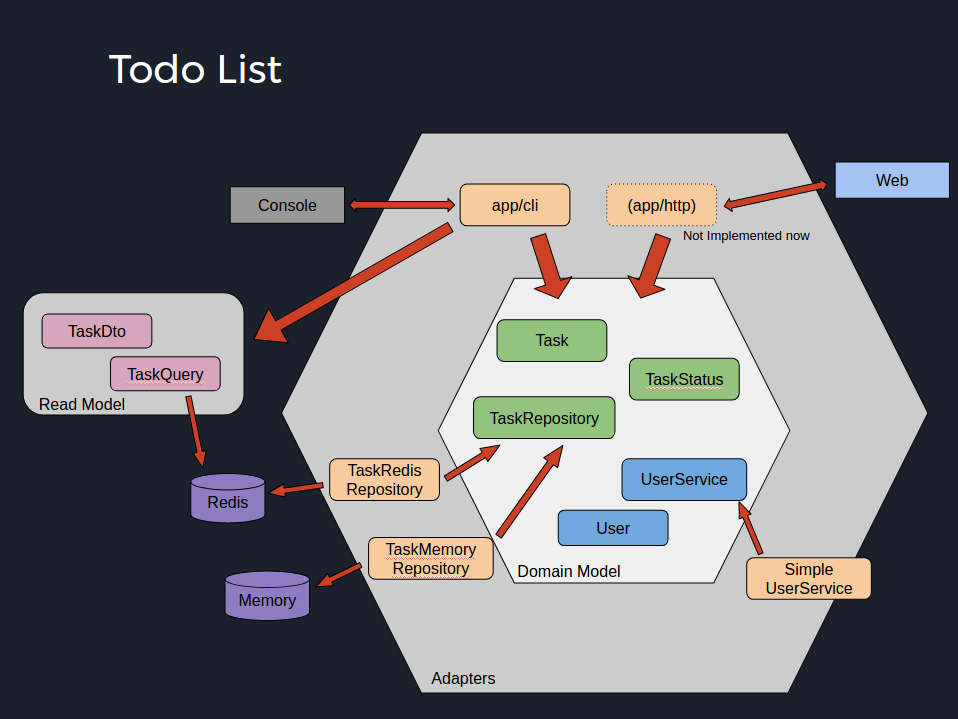 Todo List
Web
Console
app/cli
(app/http)
Not Implemented now
TaskDto
Task
TaskQuery
TaskStatus
Read Model
TaskRepository
TaskRedis
Repository
UserService
Redis
User
TaskMemory
Repository
Domain Model
Simple
UserService
Memory
Adapters